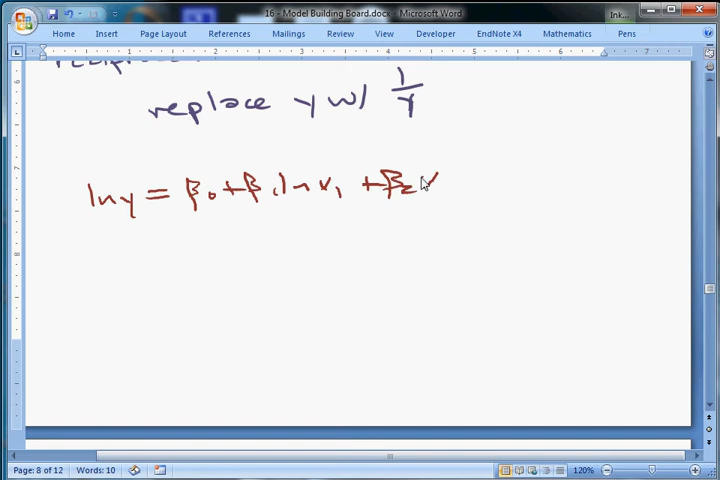 16 - Model Building Board.docx - Microsoft Word
Ink...
Home Insert Page Layout References Mailings Review View Developer EndNote X4 Mathematics Pens
replace y w/ 1/y
ln y = β₀ + β₁ ln x₁ + β₂ x
Page: 8 of 12 Words: 10 120%